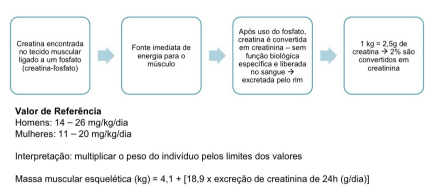 Creatina encontrada
no tecido muscular
ligado a um fosfato
(creatina-fosfato)
Fonte imediata de
energia para o
músculo
Após uso do fosfato,
creatina é convertida
em creatinina – sem
função biológica
específica e liberada
no sangue →
excretada pelo rim
1 kg = 2,5g de
creatina → 2% são
convertidos em
creatinina
Valor de Referência
Homens: 14 – 26 mg/kg/dia
Mulheres: 11 – 20 mg/kg/dia
Interpretação: multiplicar o peso do indivíduo pelos limites dos valores
Massa muscular esquelética (kg) = 4,1 + [18,9 x excreção de creatinina de 24h (g/dia)]